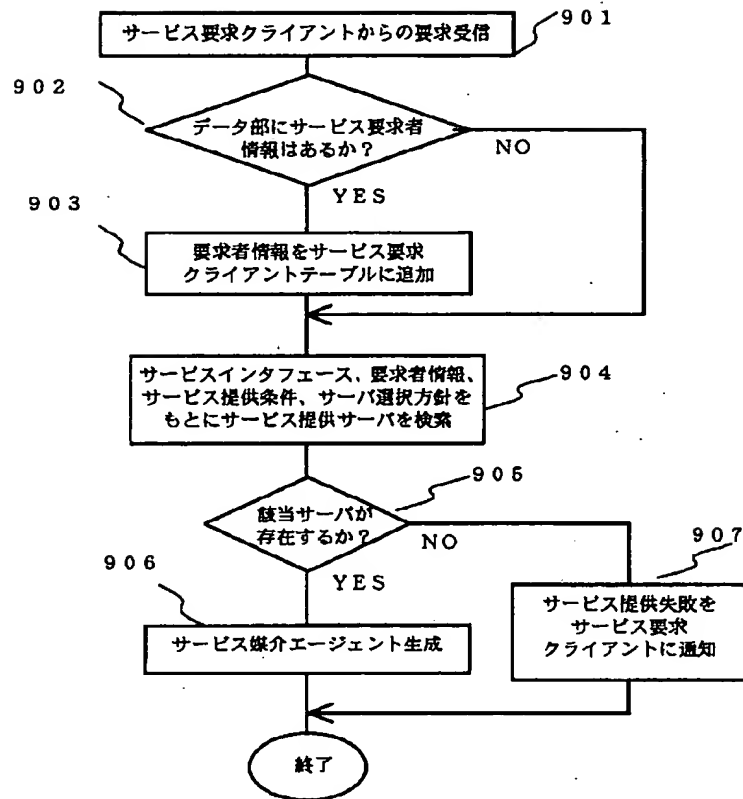 サービス要求クライアントからの要求受信
901
902
データ部にサービス要求者
情報はあるか?
NO
YES
903
要求者情報をサービス要求
クライアントテーブルに追加
サービスインタフェース、要求者情報、
サービス提供条件、サーバ選択方針を
もとにサービス提供サーバを検索
904
905
該当サーバが
存在するか?
NO
907
906
YES
サービス提供失敗を
サービス要求
クライアントに通知
サービス媒介エージェント生成
終了